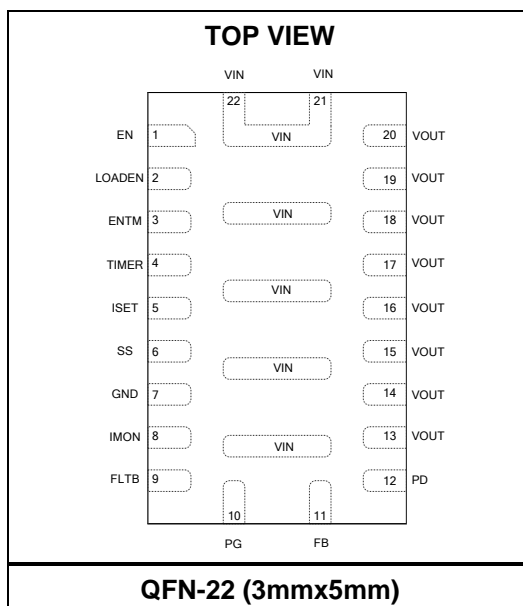 TOP VIEW
VIN VIN
22 21
EN 1 VIN 20 VOUT
LOADEN 2 19 VOUT
ENTM 3 VIN 18 VOUT
TIMER 4 17 VOUT
VIN
ISET 5 16 VOUT
SS 6 15 VOUT
VIN
GND 7 14 VOUT
IMON 8 VIN 13 VOUT
FLTB 9 12 PD
10 11
PG FB
QFN-22 (3mmx5mm)